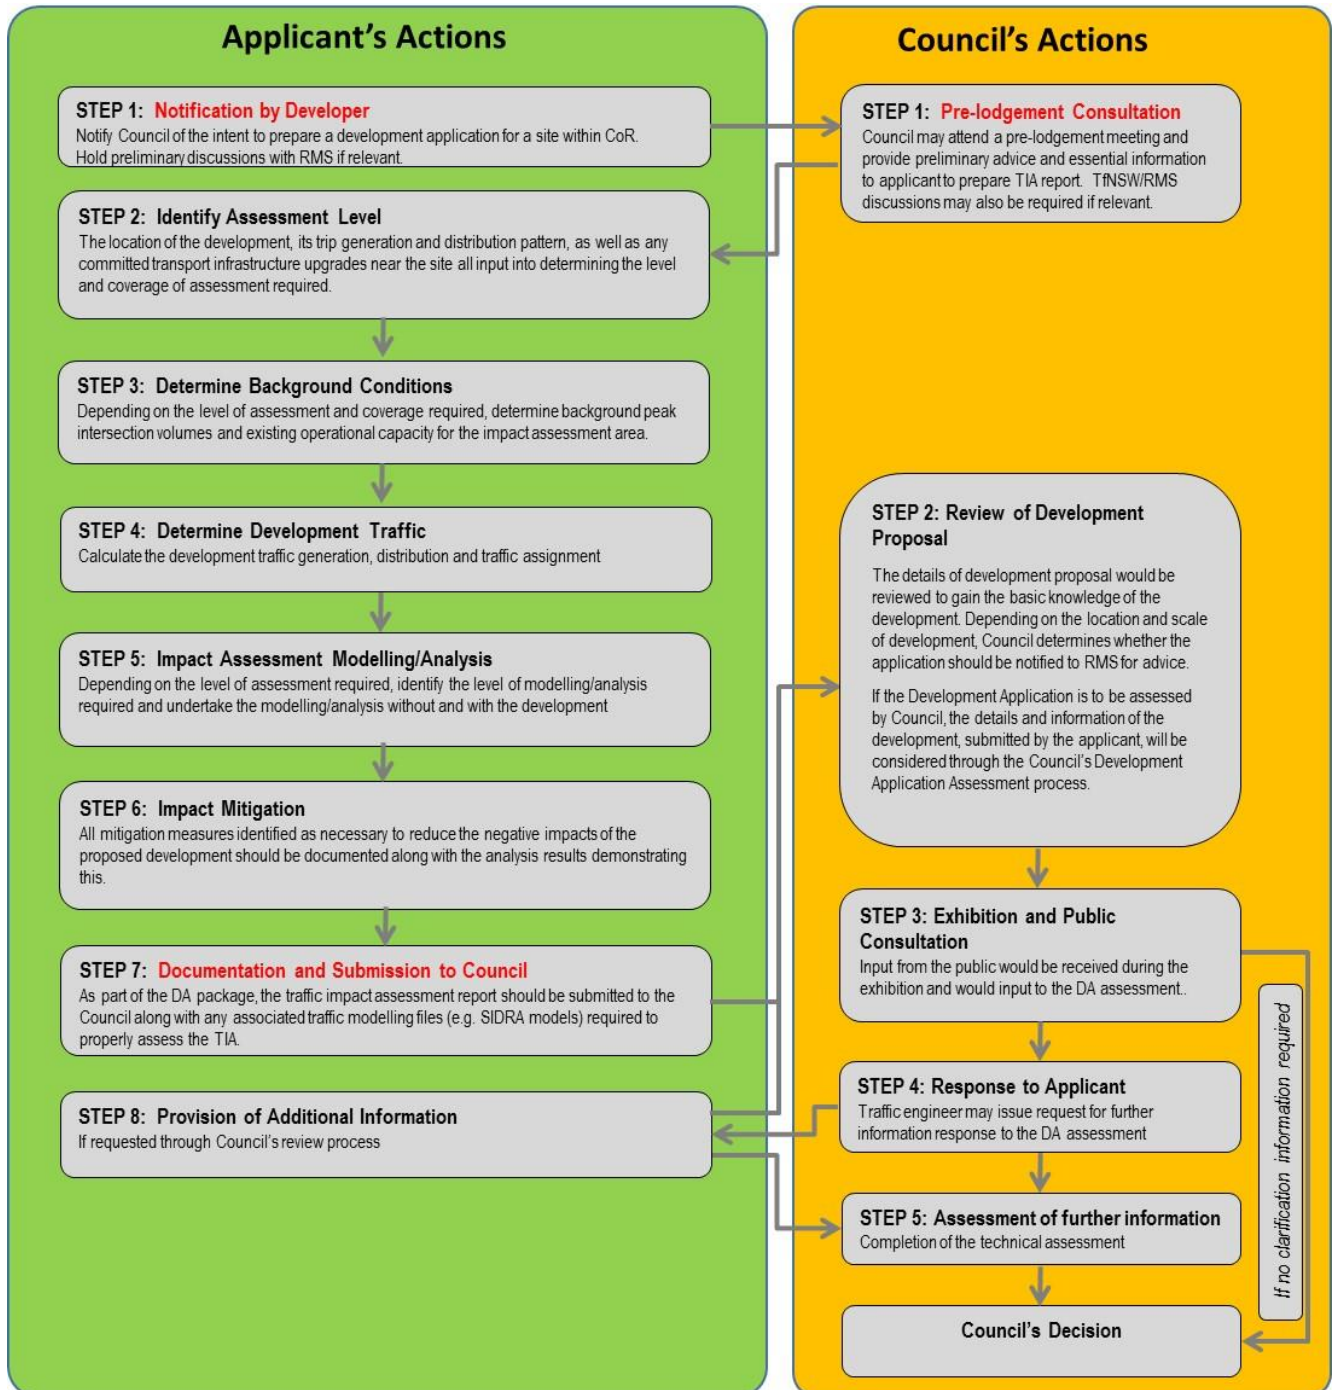 Applicant's Actions
STEP 1: Notification by Developer
Notify Council of the intent to prepare a development application for a site within CoR.
Hold preliminary discussions with RMS if relevant.
STEP 2: Identify Assessment Level
The location of the development, its trip generation and distribution pattern, as well as any
committed transport infrastructure upgrades near the site all input into determining the level
and coverage of assessment required.
STEP 3: Determine Background Conditions
Depending on the level of assessment and coverage required, determine background peak
intersection volumes and existing operational capacity for the impact assessment area.
STEP 4: Determine Development Traffic
Calculate the development traffic generation, distribution and traffic assignment
STEP 5: Impact Assessment Modelling/Analysis
Depending on the level of assessment required, identify the level of modelling/analysis
required and undertake the modelling/analysis without and with the development
STEP 6: Impact Mitigation
All mitigation measures identified as necessary to reduce the negative impacts of the
proposed development should be documented along with the analysis results demonstrating
this.
STEP 7: Documentation and Submission to Council
As part of the DA package, the traffic impact assessment report should be submitted to the
Council along with any associated traffic modelling files (e.g. SIDRA models) required to
properly assess the TIA.
STEP 8: Provision of Additional Information
If requested through Council's review process
Council's Actions
STEP 1: Pre-lodgement Consultation
Council may attend a pre-lodgement meeting and
provide preliminary advice and essential information
to applicant to prepare TIA report. TfNSW/RMS
discussions may also be required if relevant.
STEP 2: Review of Development
Proposal
The details of development proposal would be
reviewed to gain the basic knowledge of the
development. Depending on the location and scale
of development, Council determines whether the
application should be notified to RMS for advice.
If the Development Application is to be assessed
by Council, the details and information of the
development, submitted by the applicant, will be
considered through the Council's Development
Application Assessment process.
STEP 3: Exhibition and Public
Consultation
Input from the public would be received during the
exhibition and would input to the DA assessment..
STEP 4: Response to Applicant
Traffic engineer may issue request for further
information response to the DA assessment
STEP 5: Assessment of further information
Completion of the technical assessment
Council's Decision
If no clarification information required